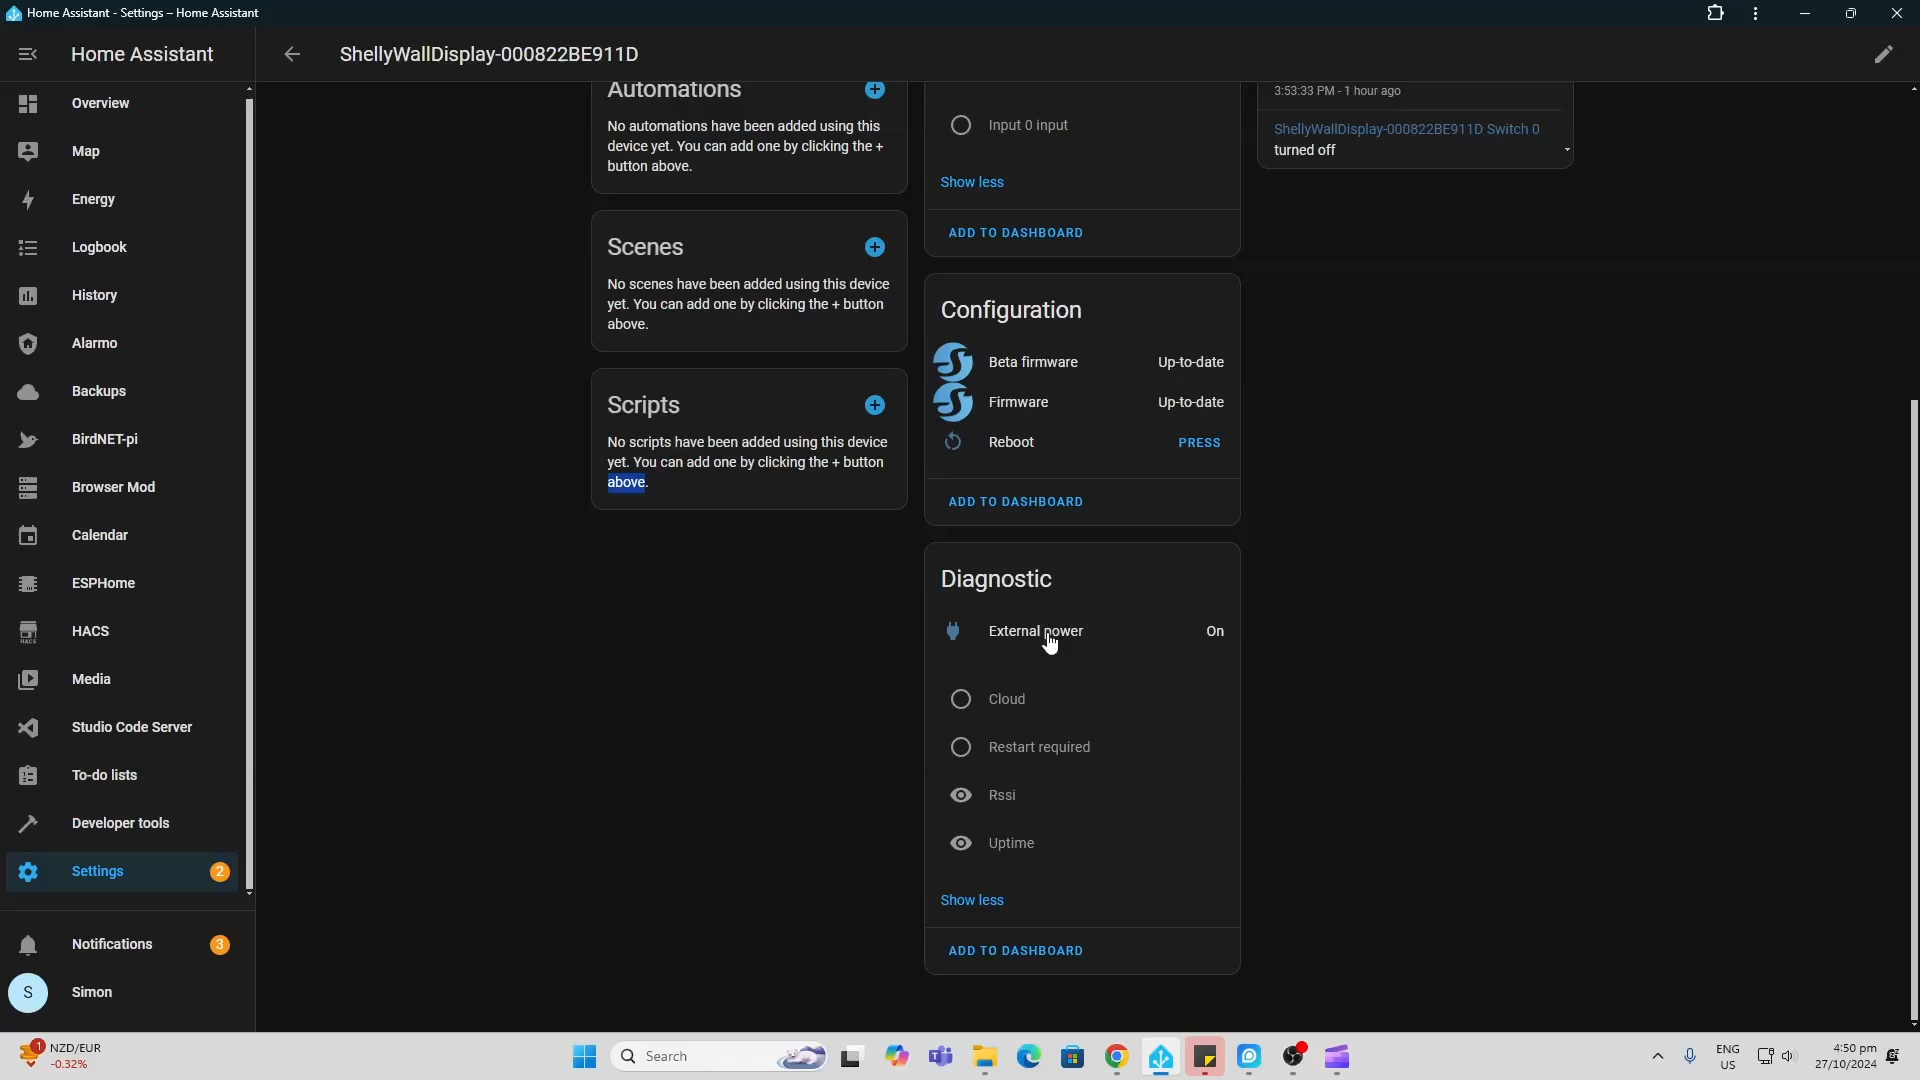 Home Assistant - Settings – Home Assistant
Home Assistant
ShellyWallDisplay-000822BE911D
Overview
Map
Energy
Logbook
History
Alarmo
Backups
BirdNET-pi
Browser Mod
Calendar
ESPHome
HACS
HACS
Media
Studio Code Server
To-do lists
Developer tools
Settings
2
Notifications
3
S
Simon
Automations
No automations have been added using this
device yet. You can add one by clicking the +
button above.
Scenes
No scenes have been added using this device
yet. You can add one by clicking the + button
above.
Scripts
No scripts have been added using this device
yet. You can add one by clicking the + button
above.
Input 0 input
Show less
ADD TO DASHBOARD
Configuration
Beta firmware Up-to-date
Firmware Up-to-date
Reboot PRESS
ADD TO DASHBOARD
Diagnostic
External power On
Cloud
Restart required
Rssi
Uptime
Show less
ADD TO DASHBOARD
3:53:33 PM - 1 hour ago
ShellyWallDisplay-000822BE911D Switch 0
turned off
1
NZD/EUR
-0.32%
Search
ENG
US
4:50 pm
27/10/2024